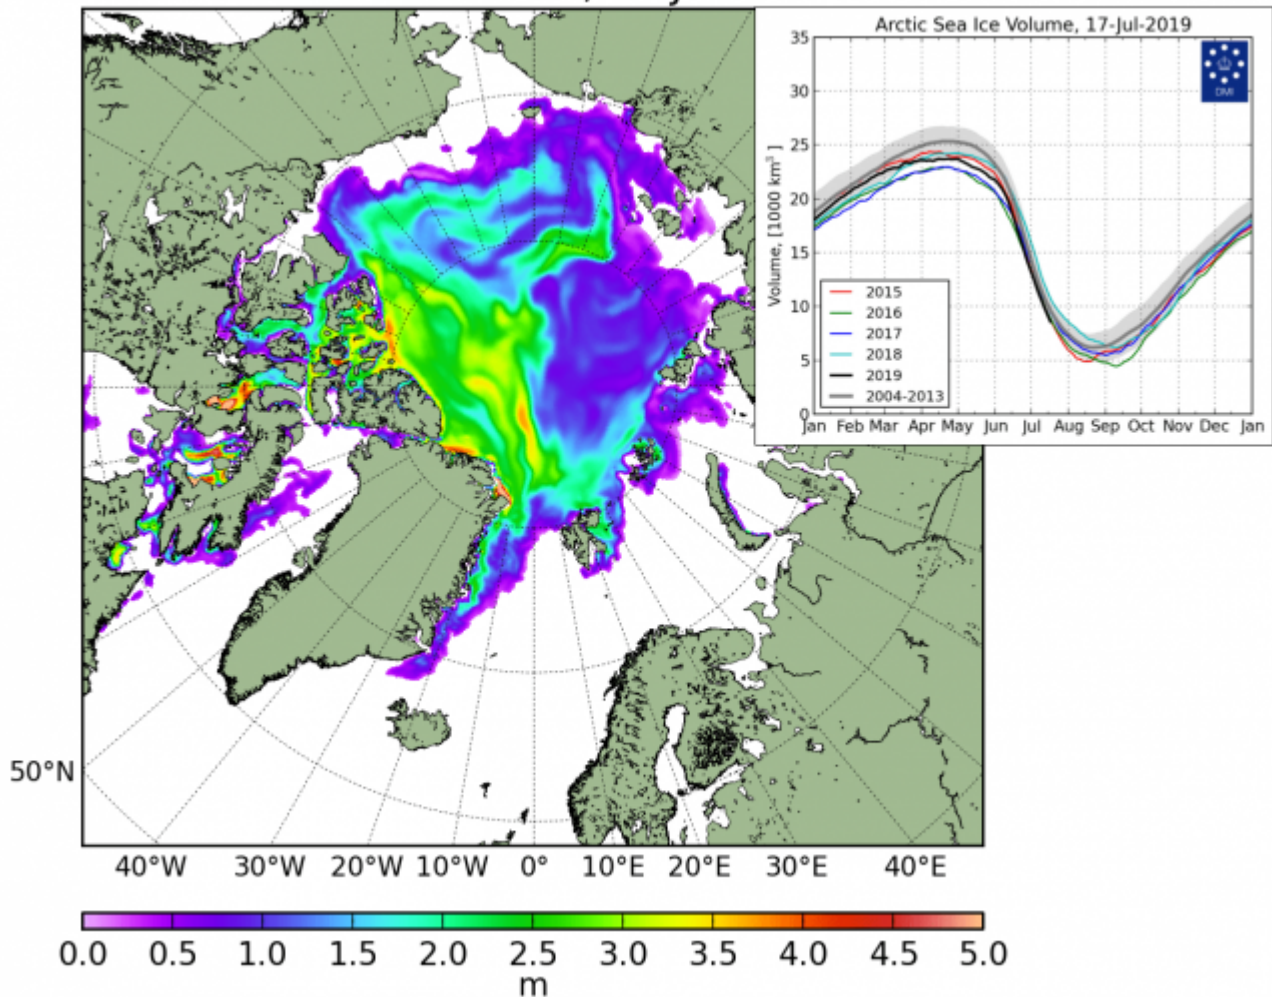 Arctic Sea Ice Volume, 17-Jul-2019
35
30
25
20
15
10
5
0
Volume, [1000 km³ ]
DMI
2015
2016
2017
2018
2019
2004-2013
Jan Feb Mar Apr May Jun Jul Aug Sep Oct Nov Dec Jan
50°N
40°W 30°W 20°W 10°W 0° 10°E 20°E 30°E 40°E
0.0 0.5 1.0 1.5 2.0 2.5 3.0 3.5 4.0 4.5 5.0
m